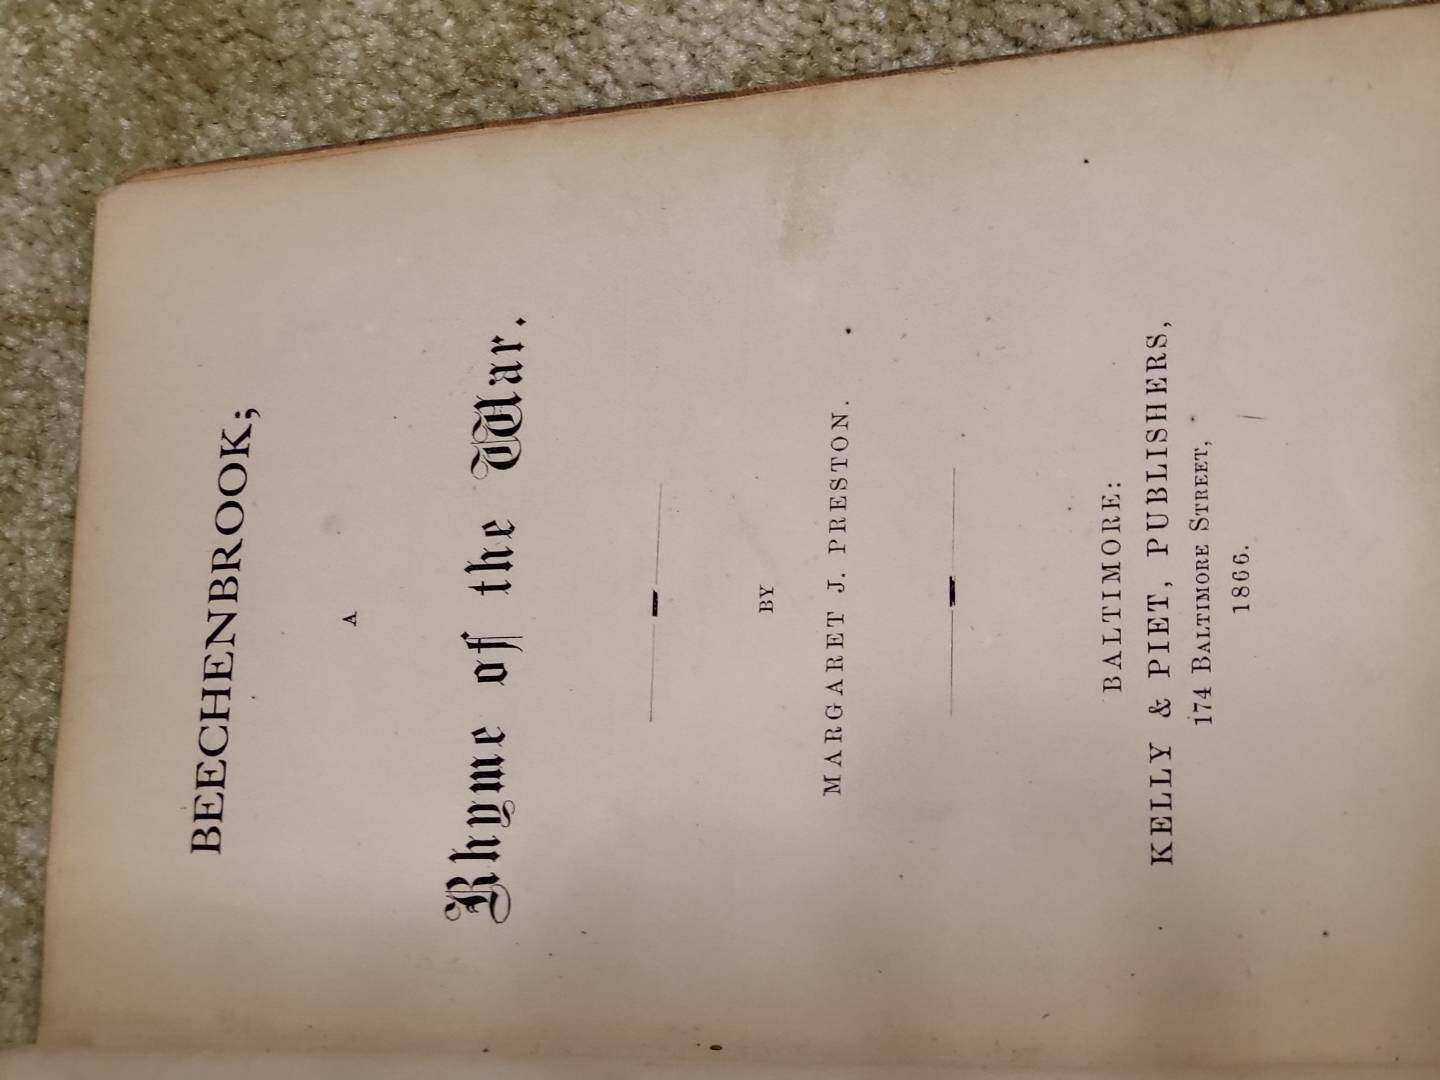 BEECHENBROOK;
A
Rhyme of the War.
BY
MARGARET J. PRESTON.
BALTIMORE:
KELLY & PIET, PUBLISHERS,
174 BALTIMORE STREET,
1866.